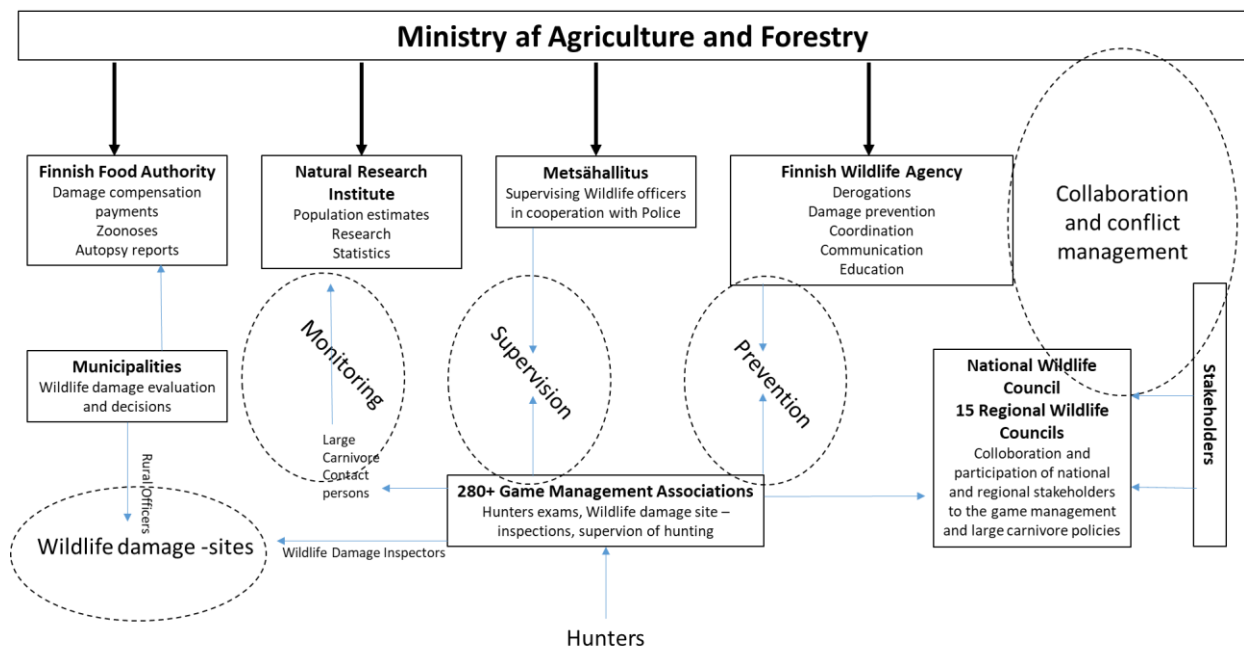 Ministry af Agriculture and Forestry
Finnish Food Authority
Damage compensation
payments
Zoonoses
Autopsy reports
Natural Research
Institute
Population estimates
Research
Statistics
Metsähallitus
Supervising Wildlife officers
in cooperation with Police
Finnish Wildlife Agency
Derogations
Damage prevention
Coordination
Communication
Education
Collaboration
and conflict
management
Municipalities
Wildlife damage evaluation
and decisions
Monitoring
Supervision
Prevention
National Wildlife
Council
15 Regional Wildlife
Councils
Colloboration and
participation of national
and regional stakeholders
to the game management
and large carnivore policies
Stakeholders
Large
Carnivore
Contact
persons
Rural Officers
280+ Game Management Associations
Hunters exams, Wildlife damage site –
inspections, supervion of hunting
Wildlife damage -sites
Wildlife Damage Inspectors
Hunters